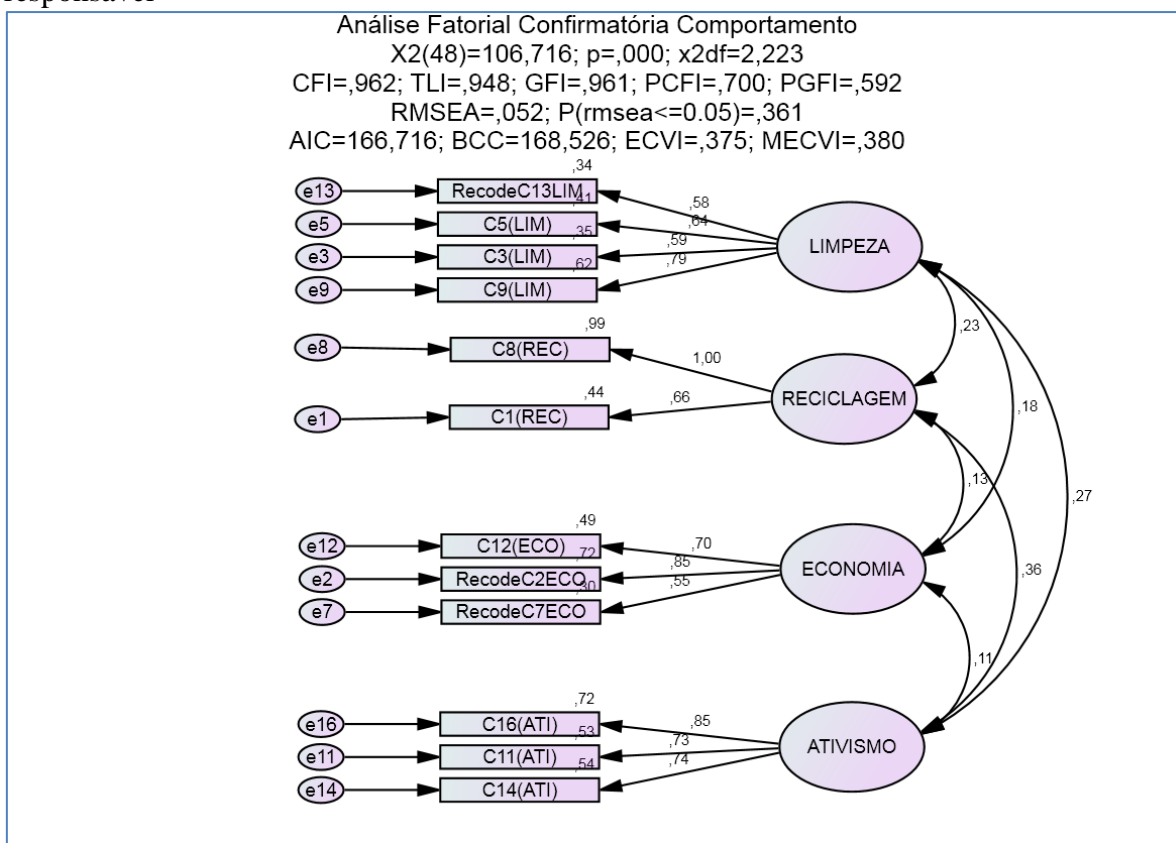 responsável
Análise Fatorial Confirmatória Comportamento
X2(48)=106,716; p=,000; x2df=2,223
CFI=,962; TLI=,948; GFI=,961; PCFI=,700; PGFI=,592
RMSEA=,052; P(rmsea<=0.05)=,361
AIC=166,716; BCC=168,526; ECVI=,375; MECVI=,380
,34
e13 RecodeC13LIM ,58
,41
e5 C5(LIM) ,64
,35
e3 C3(LIM) ,59
,62
e9 C9(LIM) ,79
LIMPEZA
,99
e8 C8(REC) 1,00
,23
RECICLAGEM
,44
e1 C1(REC) ,66
,18
,13
,27
,49
e12 C12(ECO) ,70
,72
e2 RecodeC2ECO ,85
,30
e7 RecodeC7ECO ,55
ECONOMIA
,36
,11
,72
e16 C16(ATI) ,85
,53
e11 C11(ATI) ,73
,54
e14 C14(ATI) ,74
ATIVISMO